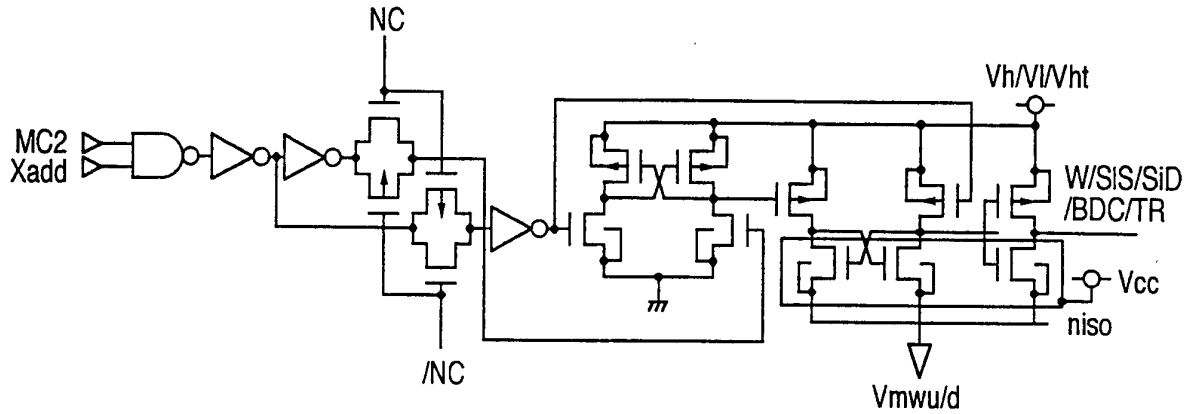 NC
Vh/Vl/Vht
MC2
Xadd
W/SiS/SiD
/BDC/TR
Vcc
niso
/NC
Vmwu/d